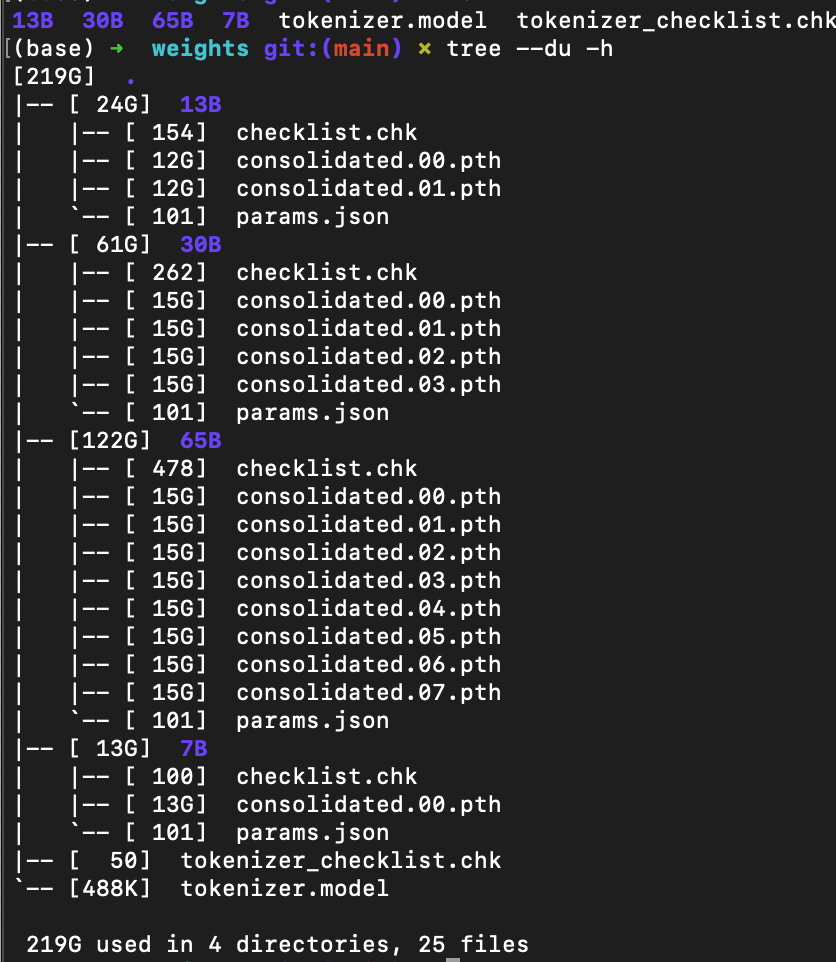 13B  30B  65B  7B  tokenizer.model  tokenizer_checklist.chk
(base) ➜  weights git:(main) × tree --du -h
[219G]  .
|-- [ 24G]  13B
|   |-- [ 154]  checklist.chk
|   |-- [ 12G]  consolidated.00.pth
|   |-- [ 12G]  consolidated.01.pth
|   `-- [ 101]  params.json
|-- [ 61G]  30B
|   |-- [ 262]  checklist.chk
|   |-- [ 15G]  consolidated.00.pth
|   |-- [ 15G]  consolidated.01.pth
|   |-- [ 15G]  consolidated.02.pth
|   |-- [ 15G]  consolidated.03.pth
|   `-- [ 101]  params.json
|-- [122G]  65B
|   |-- [ 478]  checklist.chk
|   |-- [ 15G]  consolidated.00.pth
|   |-- [ 15G]  consolidated.01.pth
|   |-- [ 15G]  consolidated.02.pth
|   |-- [ 15G]  consolidated.03.pth
|   |-- [ 15G]  consolidated.04.pth
|   |-- [ 15G]  consolidated.05.pth
|   |-- [ 15G]  consolidated.06.pth
|   |-- [ 15G]  consolidated.07.pth
|   `-- [ 101]  params.json
|-- [ 13G]  7B
|   |-- [ 100]  checklist.chk
|   |-- [ 13G]  consolidated.00.pth
|   `-- [ 101]  params.json
|-- [  50]  tokenizer_checklist.chk
`-- [488K]  tokenizer.model
219G used in 4 directories, 25 files